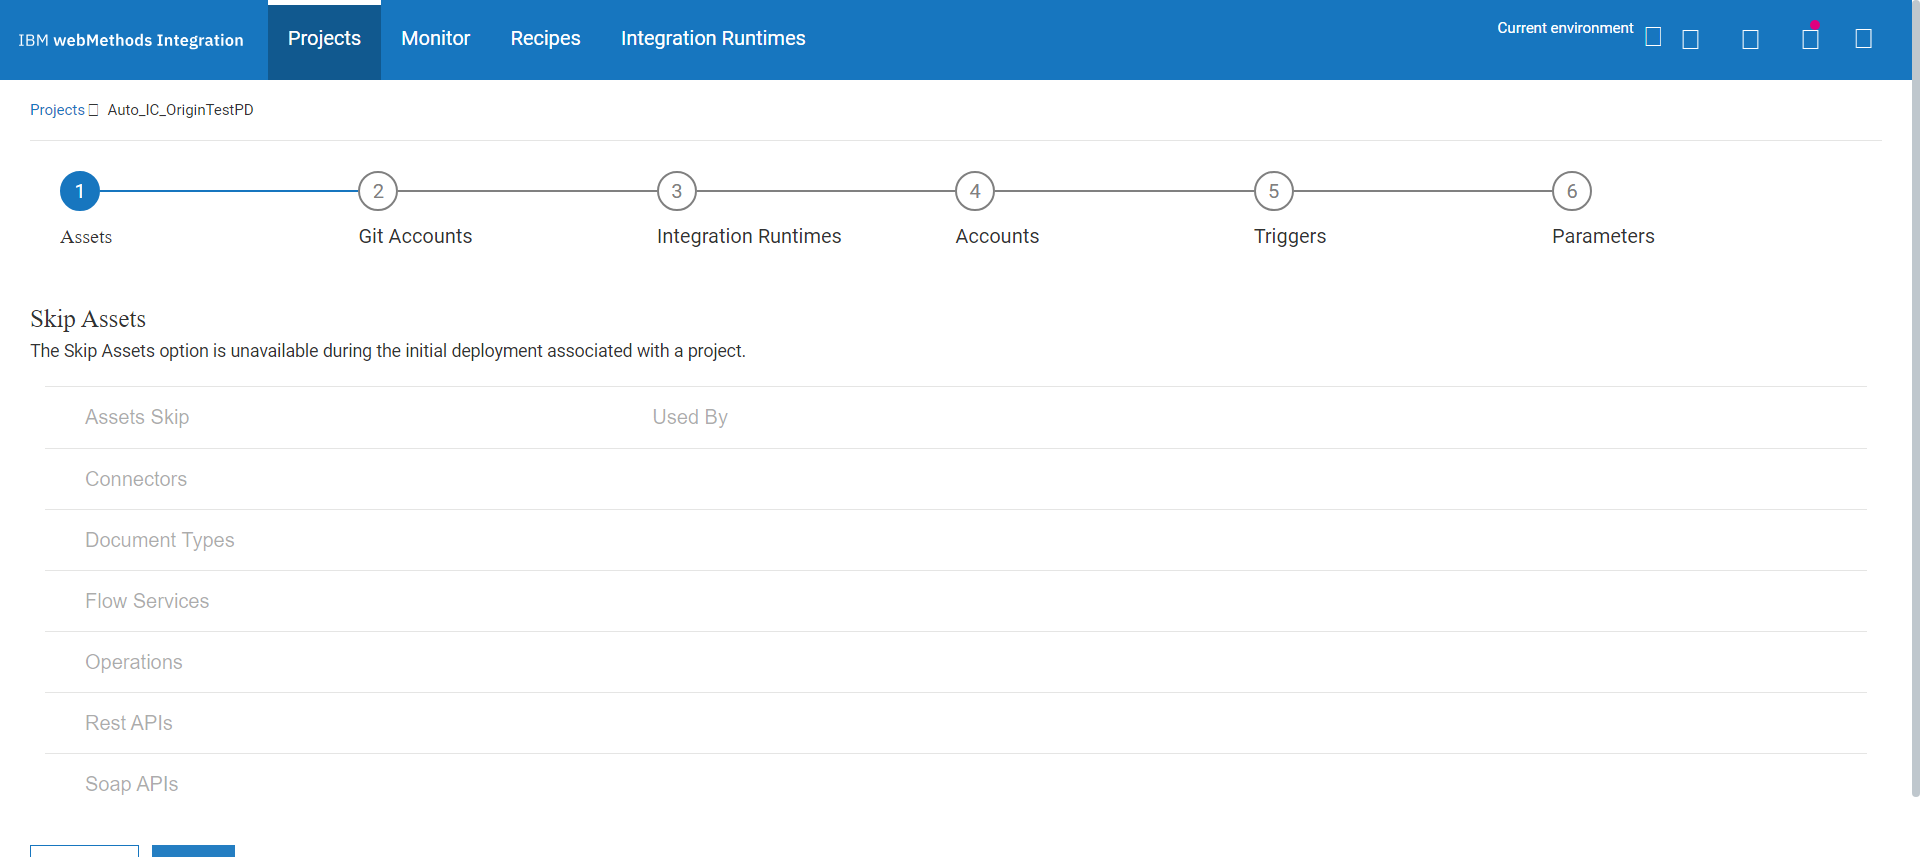 IBM webMethods Integration
Projects
Monitor
Recipes
Integration Runtimes
Current environment
Projects Auto_IC_OriginTestPD
1
2
3
4
5
6
Assets
Git Accounts
Integration Runtimes
Accounts
Triggers
Parameters
Skip Assets
The Skip Assets option is unavailable during the initial deployment associated with a project.
Assets Skip
Used By
Connectors
Document Types
Flow Services
Operations
Rest APIs
Soap APIs